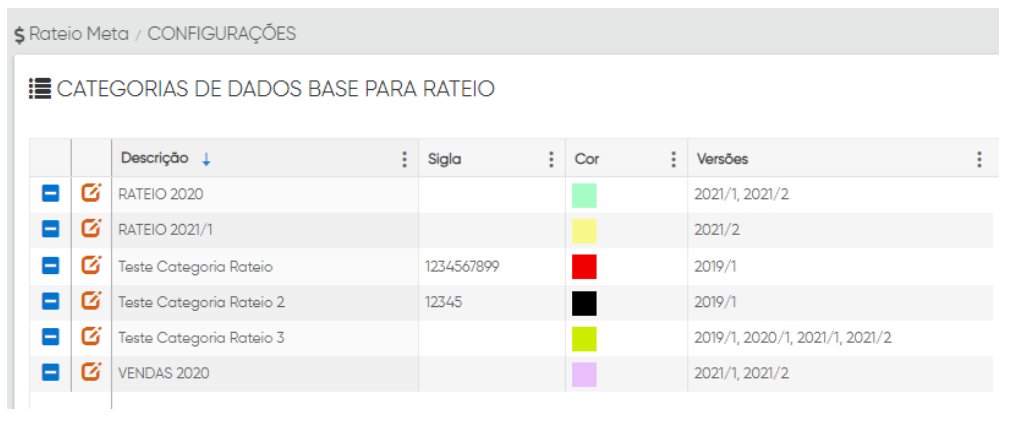 $ Rateio Meta / CONFIGURAÇÕES
CATEGORIAS DE DADOS BASE PARA RATEIO
Descrição ↓ Sigla Cor Versões
RATEIO 2020 2021/1, 2021/2
RATEIO 2021/1 2021/2
Teste Categoria Rateio 1234567899 2019/1
Teste Categoria Rateio 2 12345 2019/1
Teste Categoria Rateio 3 2019/1, 2020/1, 2021/1, 2021/2
VENDAS 2020 2021/1, 2021/2